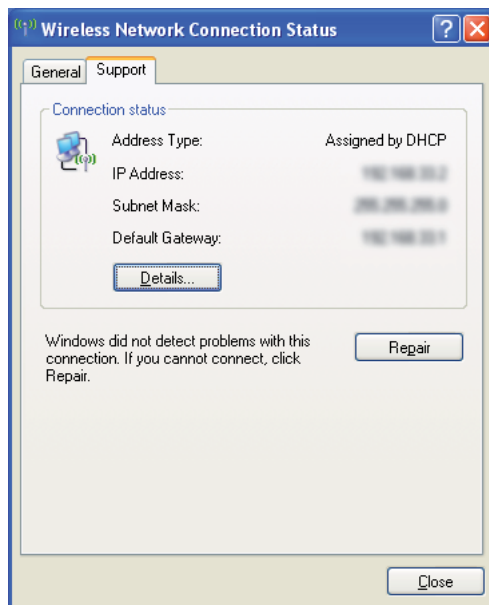 Wireless Network Connection Status
General
Support
Connection status
Address Type: Assigned by DHCP
IP Address:
Subnet Mask:
Default Gateway:
Details...
Windows did not detect problems with this
connection. If you cannot connect, click
Repair.
Repair
Close